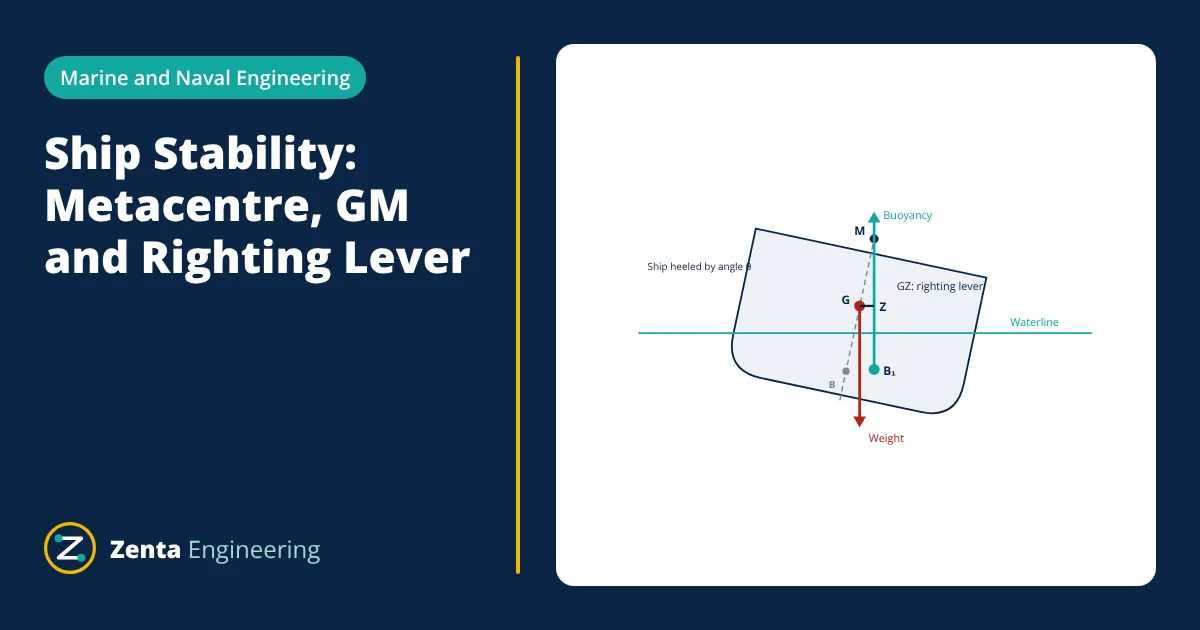 Marine and Naval Engineering
Ship Stability:
Metacentre, GM
and Righting Lever
Zenta Engineering
Buoyancy
M
Ship heeled by angle θ
GZ: righting lever
G
Z
Waterline
B₁
B
Weight